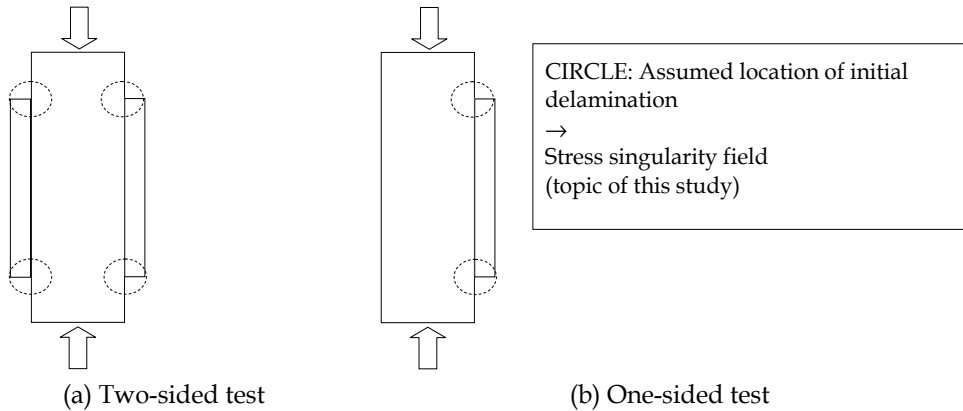 CIRCLE: Assumed location of initial
delamination
→
Stress singularity field
(topic of this study)
(a) Two-sided test
(b) One-sided test